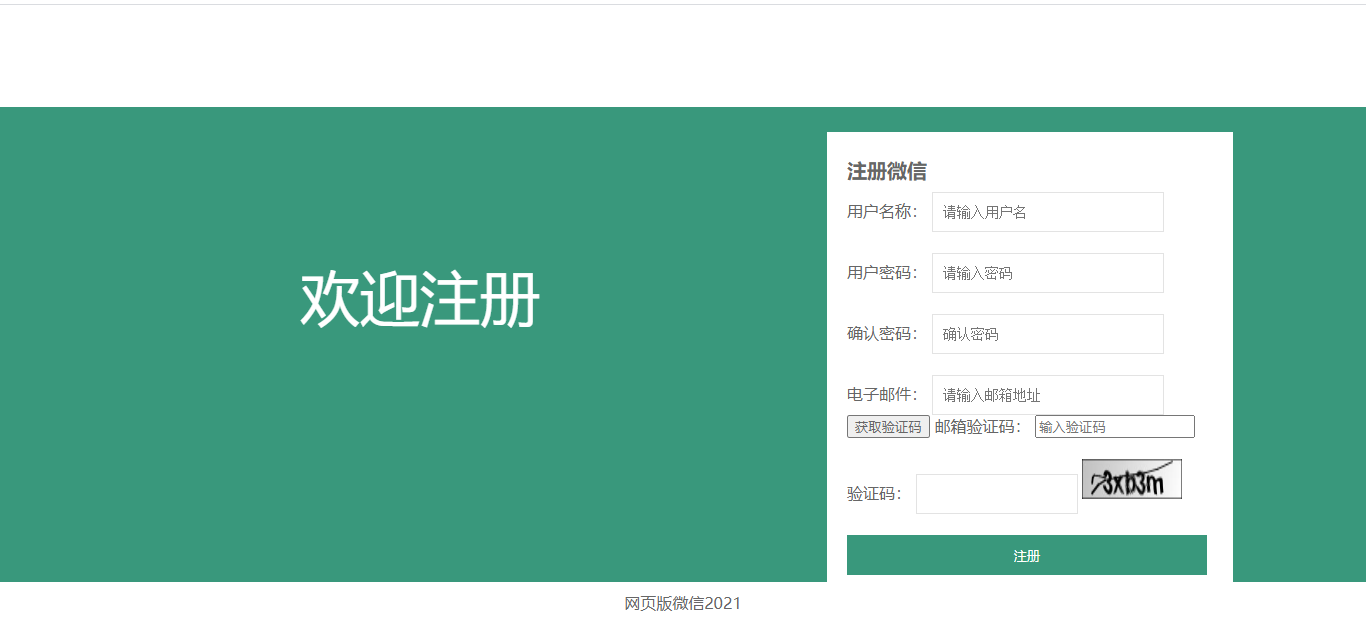 欢迎注册
注册微信
用户名称： 请输入用户名
用户密码： 请输入密码
确认密码： 确认密码
电子邮件： 请输入邮箱地址
获取验证码 邮箱验证码： 输入验证码
验证码：
注册
网页版微信2021